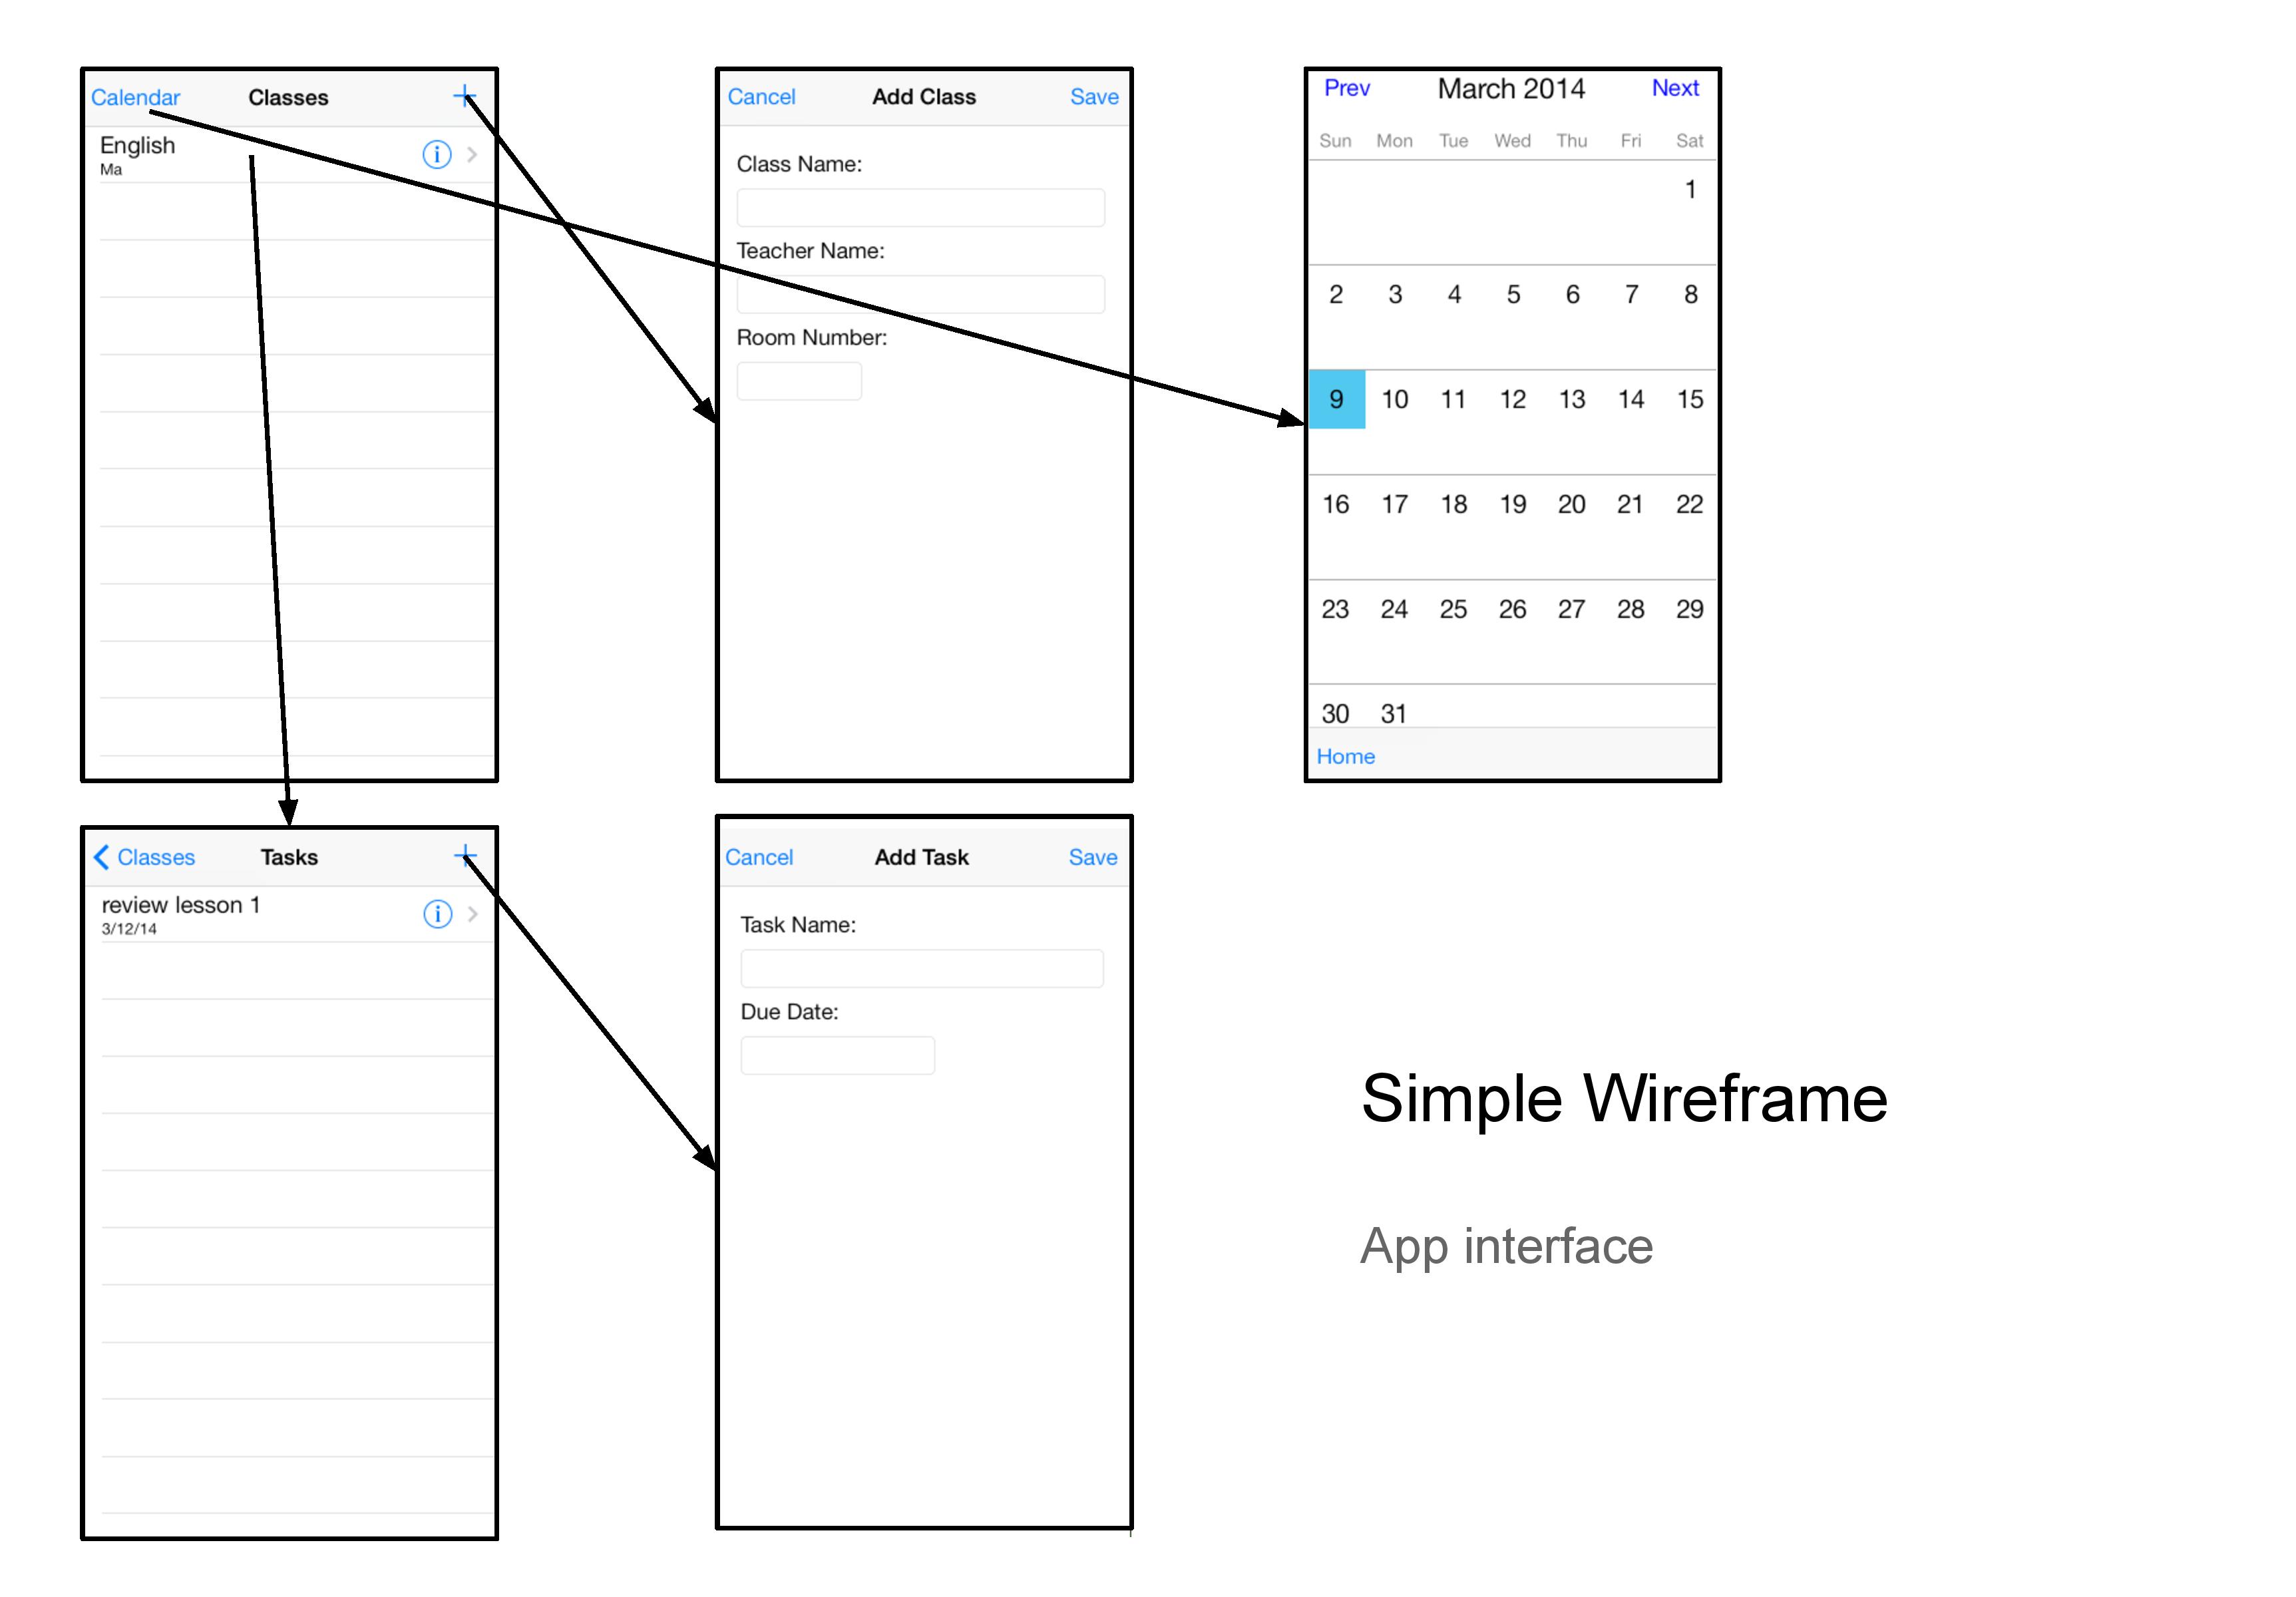 Calendar Classes +
English
Ma
Cancel Add Class Save
Class Name:
Teacher Name:
Room Number:
Prev March 2014 Next
Sun Mon Tue Wed Thu Fri Sat
1
2 3 4 5 6 7 8
9 10 11 12 13 14 15
16 17 18 19 20 21 22
23 24 25 26 27 28 29
30 31
Home
Classes Tasks +
review lesson 1
3/12/14
Cancel Add Task Save
Task Name:
Due Date:
Simple Wireframe
App interface